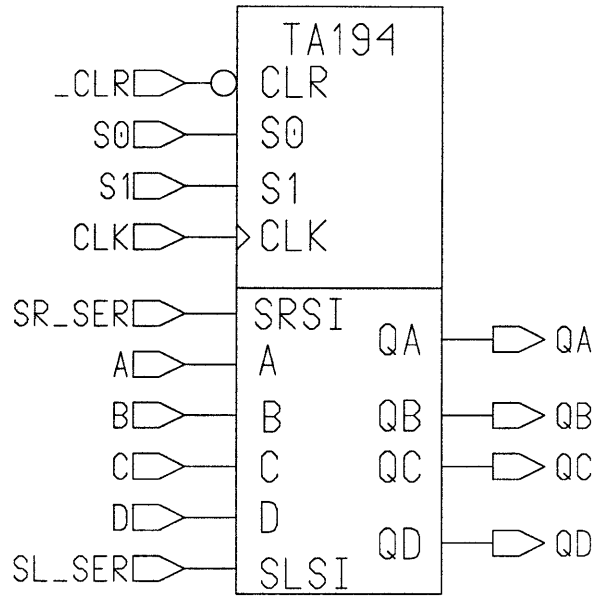 TA194
_CLR CLR
S0 S0
S1 S1
CLK CLK
SR_SER SRSI
QA QA
A A
B B QB QB
C C QC QC
D D
QD QD
SL_SER SLSI